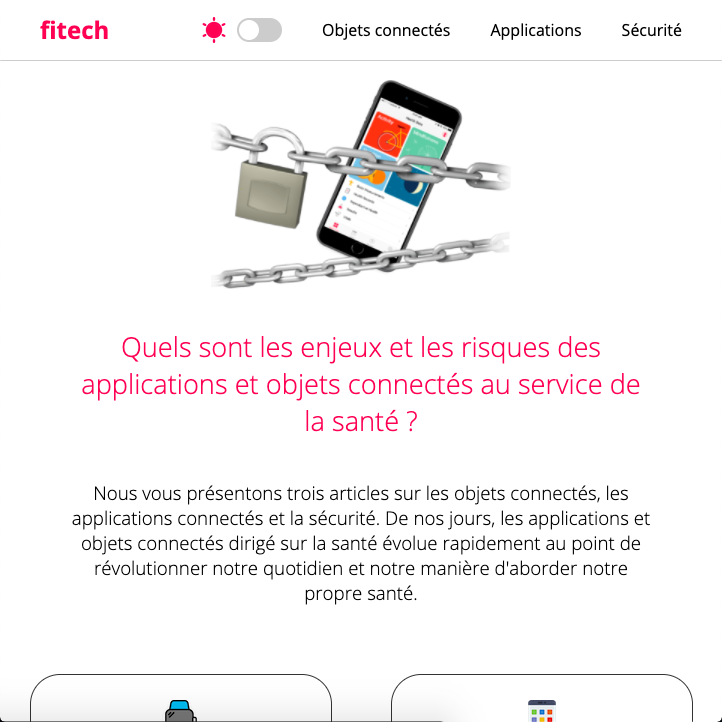 fitech
Objets connectés
Applications
Sécurité
Quels sont les enjeux et les risques des
applications et objets connectés au service de
la santé ?
Nous vous présentons trois articles sur les objets connectés, les
applications connectés et la sécurité. De nos jours, les applications et
objets connectés dirigé sur la santé évolue rapidement au point de
révolutionner notre quotidien et notre manière d'aborder notre
propre santé.